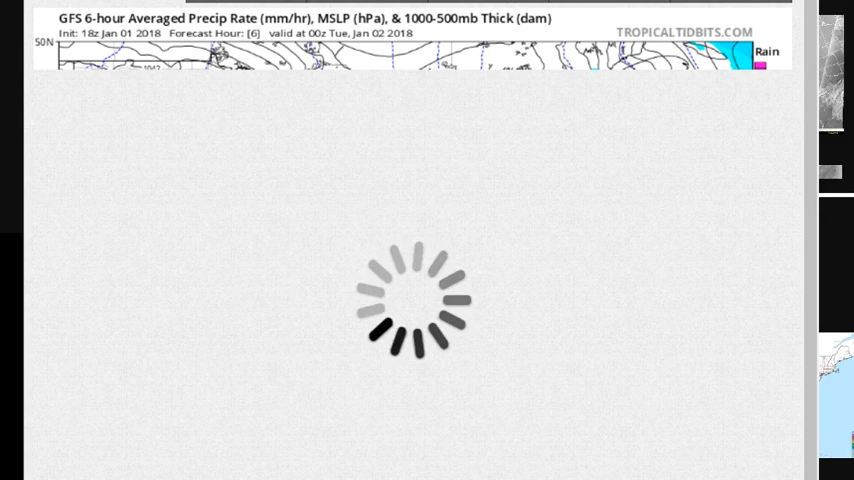 GFS 6-hour Averaged Precip Rate (mm/hr), MSLP (hPa), & 1000-500mb Thick (dam)
Init: 18z Jan 01 2018 Forecast Hour: [6] valid at 00z Tue, Jan 02 2018
TROPICALTIDBITS.COM
50N
Rain
1042